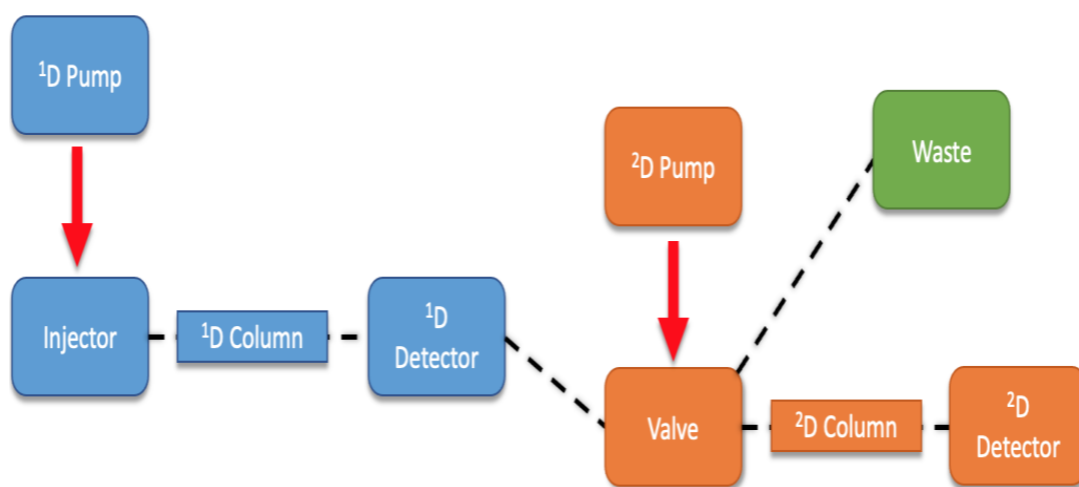 ¹D Pump
²D Pump
Waste
Injector
¹D Column
¹D
Detector
Valve
²D Column
²D
Detector